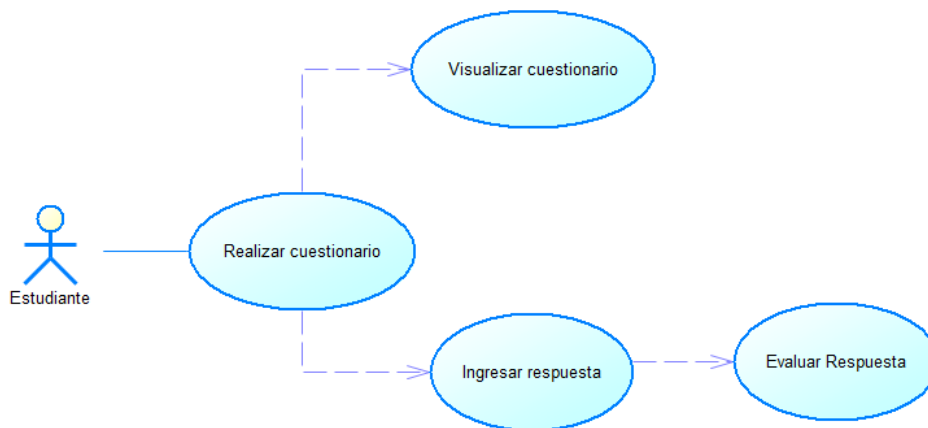 Visualizar cuestionario
Realizar cuestionario
Estudiante
Ingresar respuesta
Evaluar Respuesta